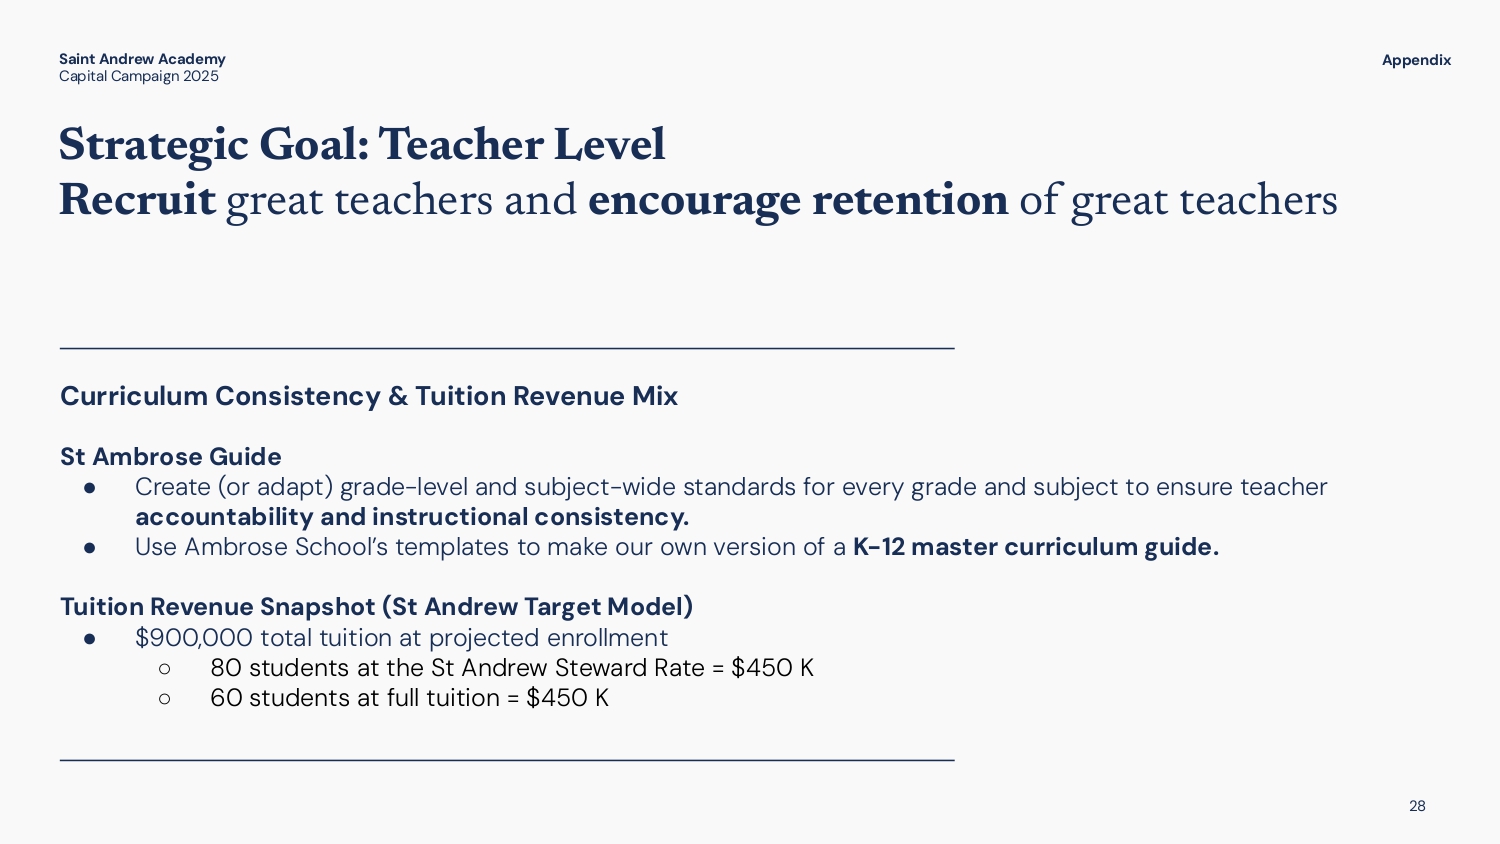 Saint Andrew Academy
Capital Campaign 2025
Appendix
Strategic Goal: Teacher Level
Recruit great teachers and encourage retention of great teachers
Curriculum Consistency & Tuition Revenue Mix
St Ambrose Guide
● Create (or adapt) grade-level and subject-wide standards for every grade and subject to ensure teacher
accountability and instructional consistency.
● Use Ambrose School’s templates to make our own version of a K-12 master curriculum guide.
Tuition Revenue Snapshot (St Andrew Target Model)
● $900,000 total tuition at projected enrollment
○ 80 students at the St Andrew Steward Rate = $450 K
○ 60 students at full tuition = $450 K
28